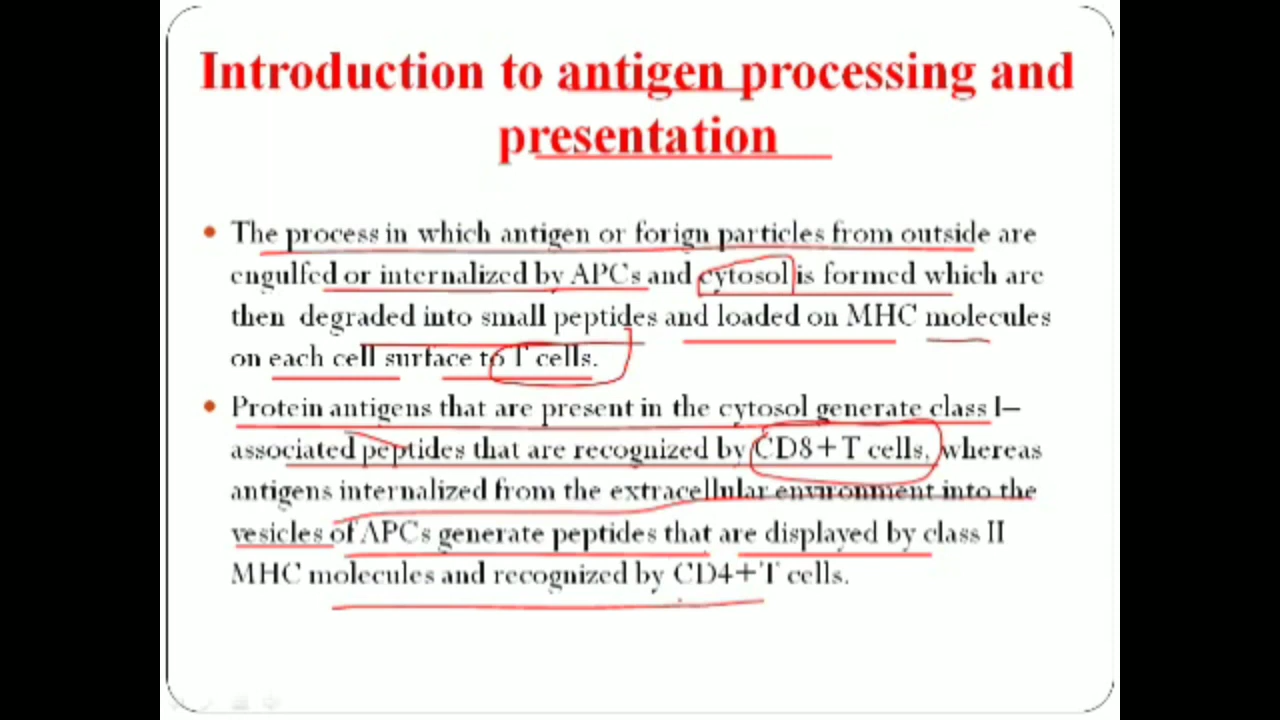 Introduction to antigen processing and
presentation
• The process in which antigen or forign particles from outside are
engulfed or internalized by APCs and cytosol is formed which are
then degraded into small peptides and loaded on MHC molecules
on each cell surface to T cells.
• Protein antigens that are present in the cytosol generate class I–
associated peptides that are recognized by CD8+T cells, whereas
antigens internalized from the extracellular environment into the
vesicles of APCs generate peptides that are displayed by class II
MHC molecules and recognized by CD4+T cells.